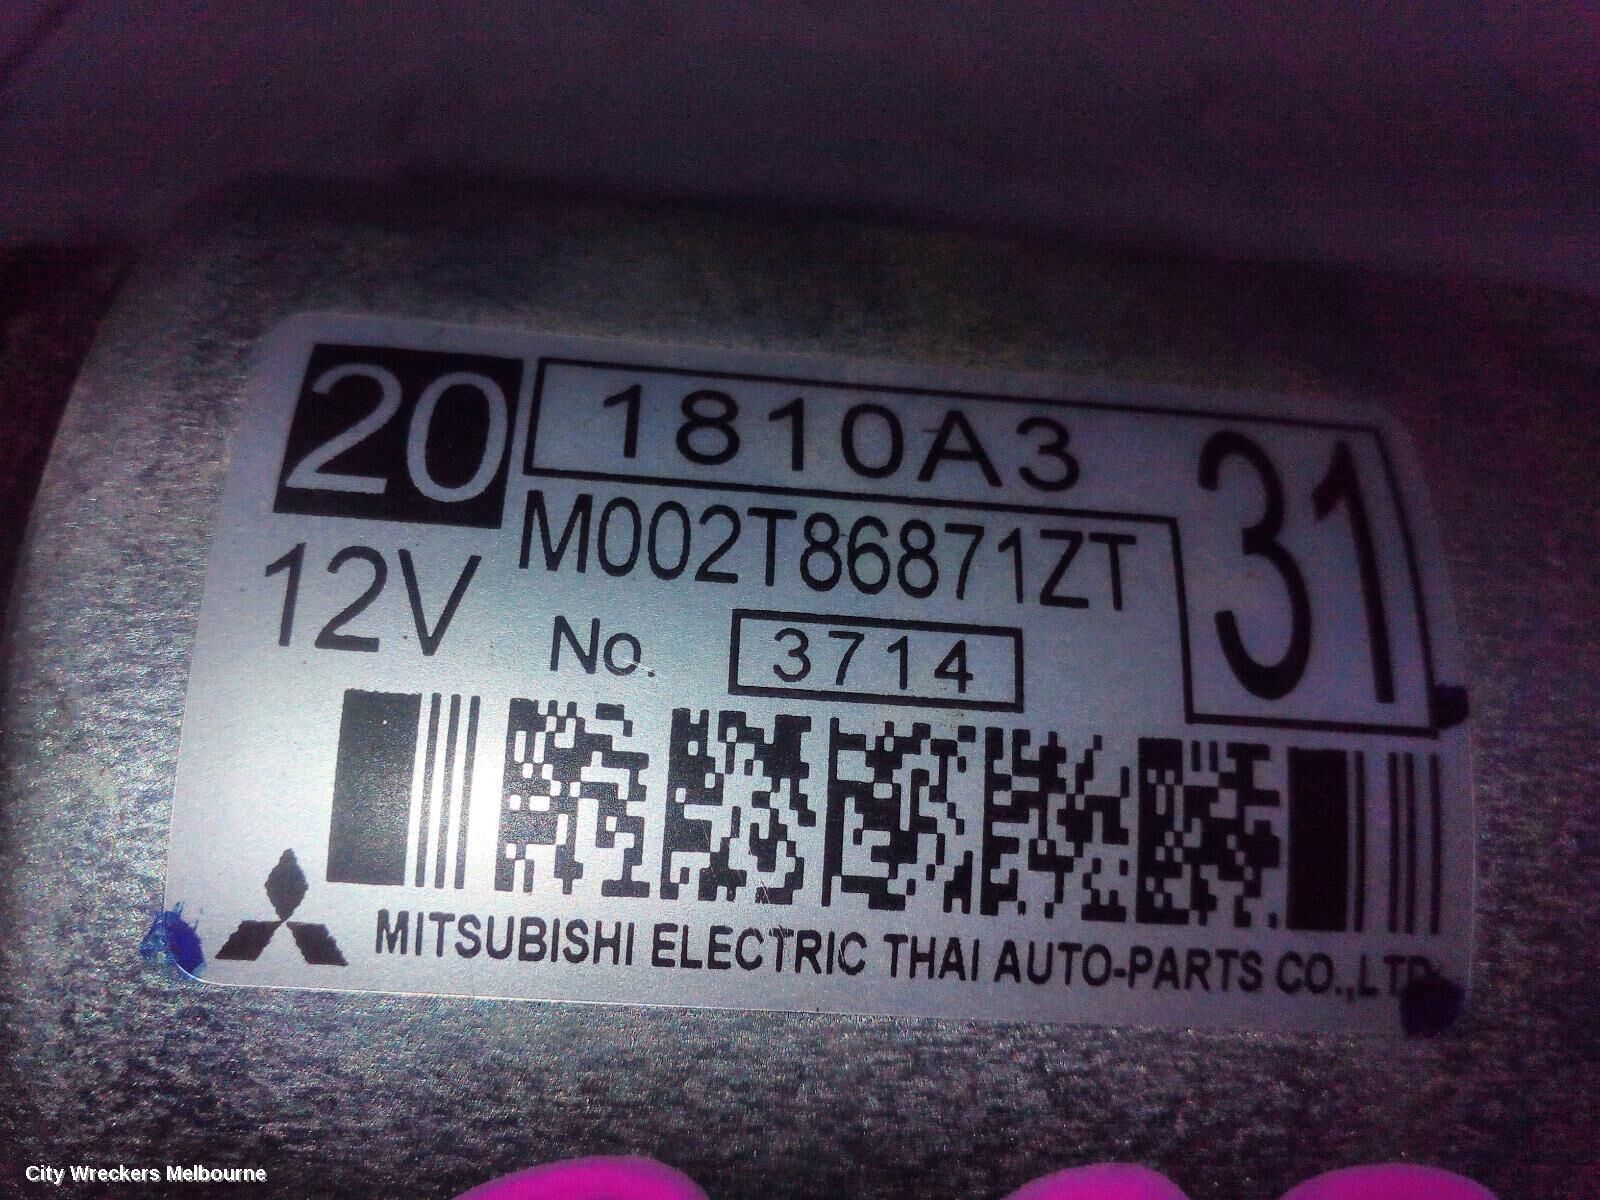 20 1810A3 31
M002T86871ZT
12V
No. 3714
MITSUBISHI ELECTRIC THAI AUTO-PARTS CO.,LTD.
City Wreckers Melbourne